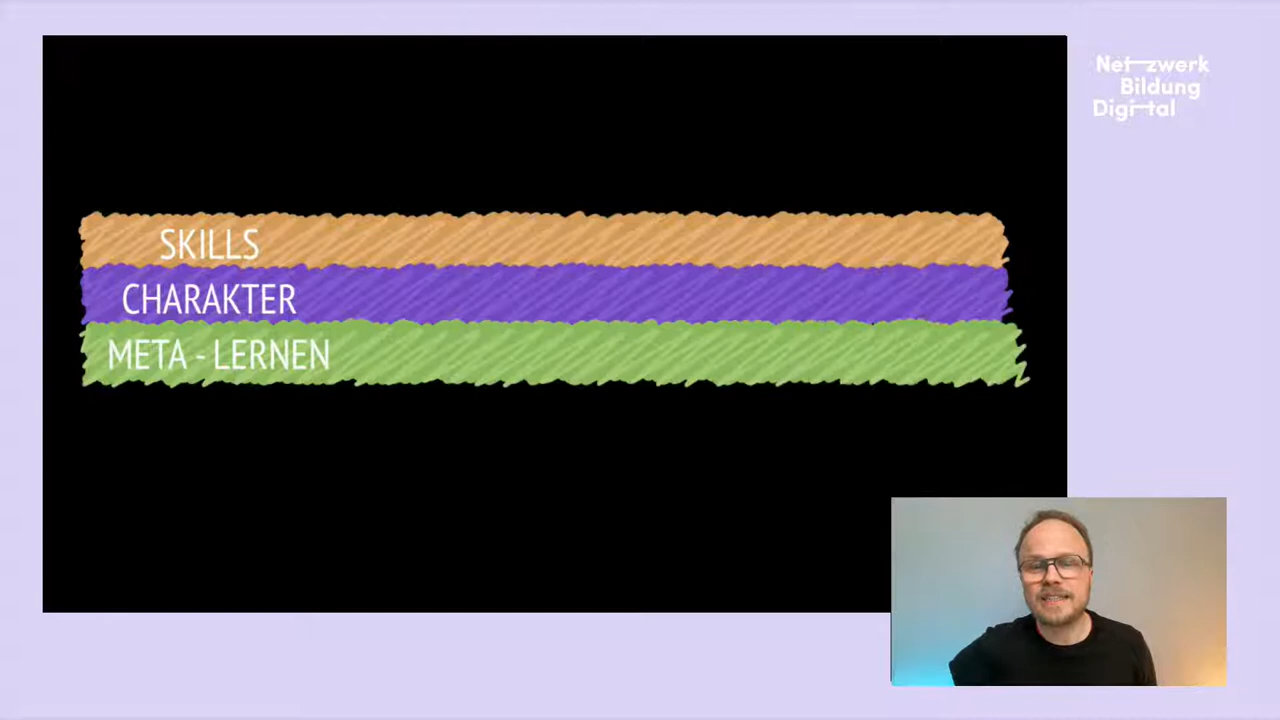 Netzwerk
Bildung
Digital
SKILLS
CHARAKTER
META - LERNEN